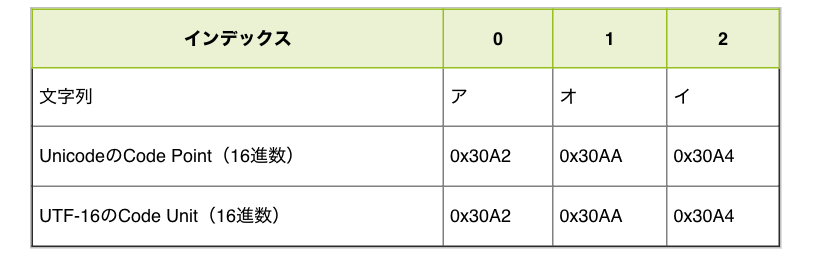 インデックス 0 1 2
文字列 ア オ イ
UnicodeのCode Point（16進数） 0x30A2 0x30AA 0x30A4
UTF-16のCode Unit（16進数） 0x30A2 0x30AA 0x30A4